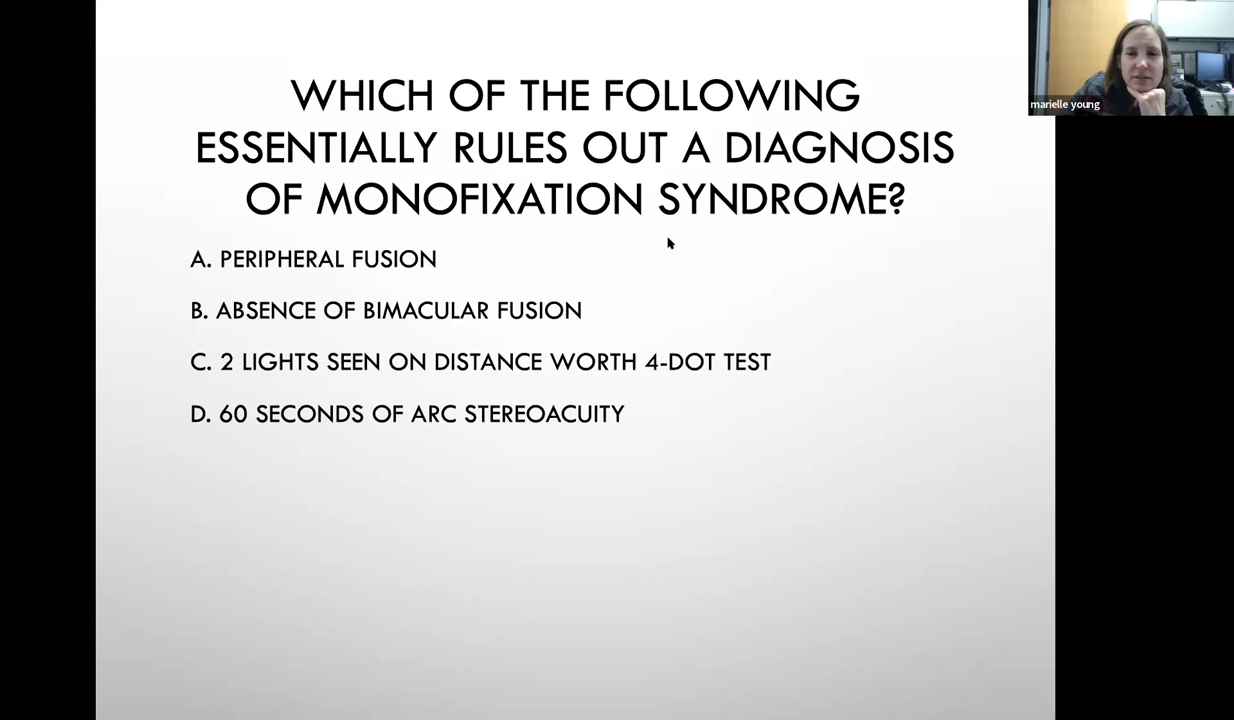 WHICH OF THE FOLLOWING
ESSENTIALLY RULES OUT A DIAGNOSIS
OF MONOFIXATION SYNDROME?
A. PERIPHERAL FUSION
B. ABSENCE OF BIMACULAR FUSION
C. 2 LIGHTS SEEN ON DISTANCE WORTH 4-DOT TEST
D. 60 SECONDS OF ARC STEREOACUITY
marielle young